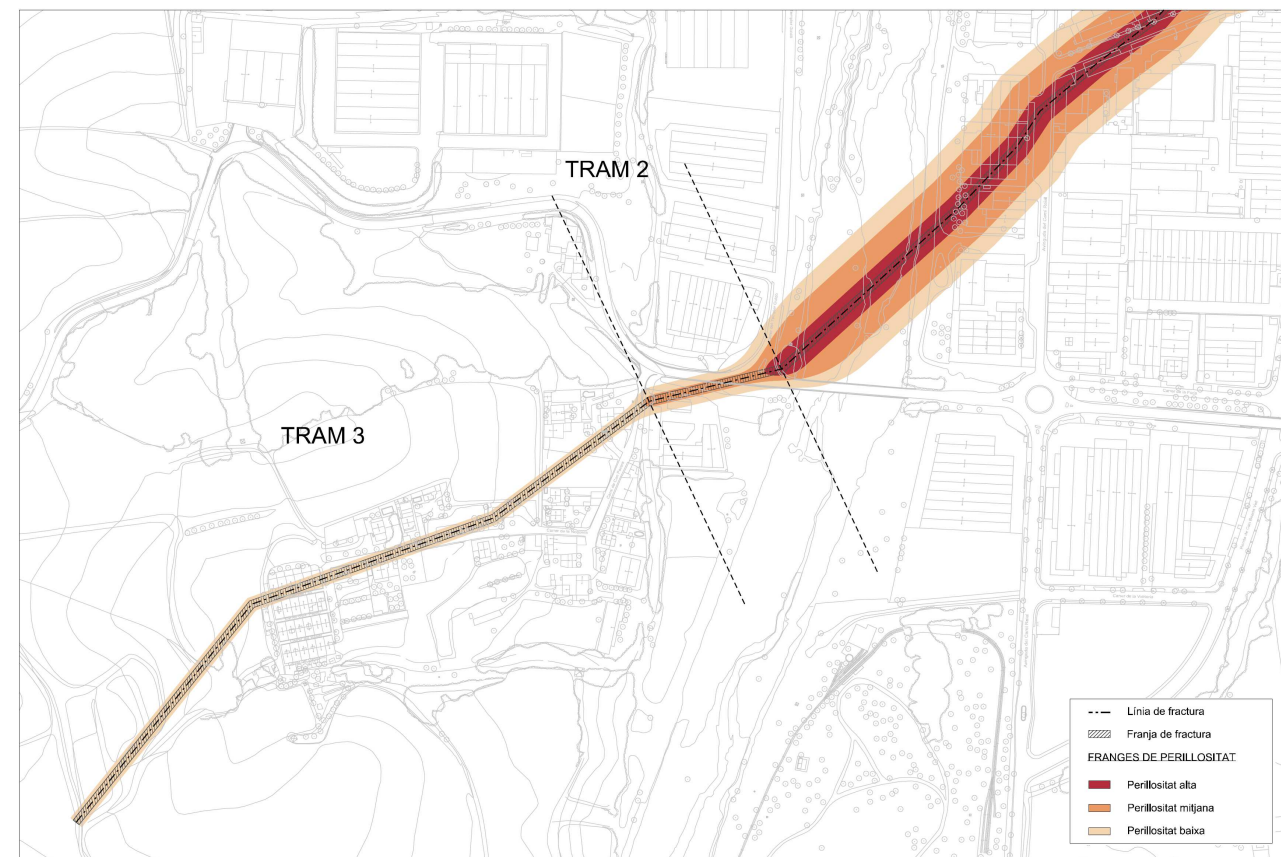 TRAM 2
TRAM 3
Línia de fractura
Franja de fractura
FRANGES DE PERILLOSITAT
Perillositat alta
Perillositat mitjana
Perillositat baixa